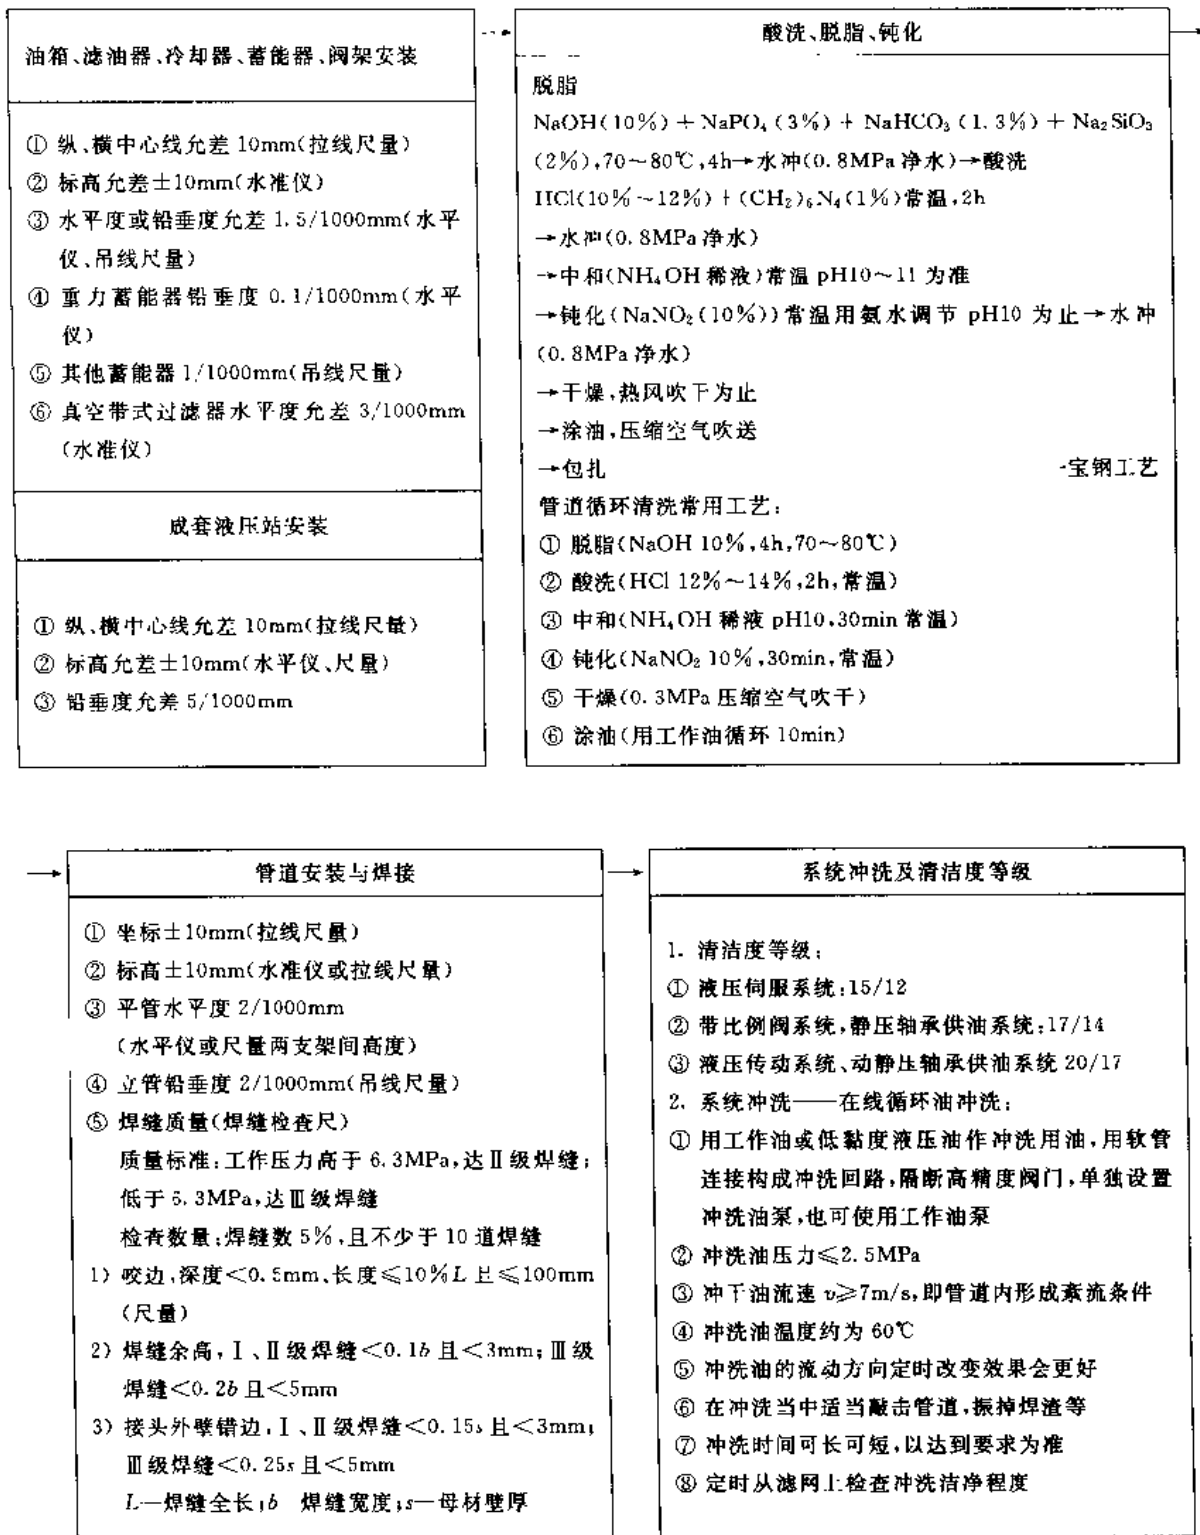 油箱、滤油器、冷却器、蓄能器、阀架安装
① 纵、横中心线允差 10mm(拉线尺量)
② 标高允差±10mm(水准仪)
③ 水平度或铅垂度允差 1.5/1000mm(水平
仪、吊线尺量)
④ 重力蓄能器铅垂度 0.1/1000mm(水平
仪)
⑤ 其他蓄能器 1/1000mm(吊线尺量)
⑥ 真空带式过滤器水平度允差 3/1000mm
(水准仪)
成套液压站安装
① 纵、横中心线允差 10mm(拉线尺量)
② 标高允差±10mm(水平仪、尺量)
③ 铅垂度允差 5/1000mm
酸洗、脱脂、钝化
脱脂
NaOH(10%)+NaPO₄(3%)+NaHCO₃(1.3%)+Na₂SiO₃
(2%),70～80℃,4h→水冲(0.8MPa 净水)→酸洗
HCl(10%～12%)+(CH₂)₆N₄(1%)常温,2h
→水冲(0.8MPa 净水)
→中和(NH₄OH 稀液)常温 pH10～11 为准
→钝化(NaNO₂(10%))常温用氨水调节 pH10 为止→水冲
(0.8MPa 净水)
→干燥,热风吹干为止
→涂油,压缩空气吹送
→包扎 -宝钢工艺
管道循环清洗常用工艺:
① 脱脂(NaOH 10%,4h,70～80℃)
② 酸洗(HCl 12%～14%,2h,常温)
③ 中和(NH₄OH 稀液 pH10,30min 常温)
④ 钝化(NaNO₂ 10%,30min,常温)
⑤ 干燥(0.3MPa 压缩空气吹干)
⑥ 涂油(用工作油循环 10min)
管道安装与焊接
① 坐标±10mm(拉线尺量)
② 标高±10mm(水准仪或拉线尺量)
③ 平管水平度 2/1000mm
(水平仪或尺量两支架间高度)
④ 立管铅垂度 2/1000mm(吊线尺量)
⑤ 焊缝质量(焊缝检查尺)
质量标准:工作压力高于 6.3MPa,达Ⅱ级焊缝;
低于 6.3MPa,达Ⅲ级焊缝
检查数量:焊缝数 5%,且不少于 10 道焊缝
1) 咬边,深度<0.5mm、长度≤10%L 且≤100mm
(尺量)
2) 焊缝余高,Ⅰ、Ⅱ级焊缝<0.1b 且<3mm;Ⅲ级
焊缝<0.2b 且<5mm
3) 接头外壁错边,Ⅰ、Ⅱ级焊缝<0.15s 且<3mm;
Ⅲ级焊缝<0.25s 且<5mm
L—焊缝全长;b 焊缝宽度;s—母材壁厚
系统冲洗及清洁度等级
1. 清洁度等级:
① 液压伺服系统:15/12
② 带比例阀系统,静压轴承供油系统:17/14
③ 液压传动系统、动静压轴承供油系统 20/17
2. 系统冲洗——在线循环油冲洗:
① 用工作油或低黏度液压油作冲洗用油,用软管
连接构成冲洗回路,隔断高精度阀门,单独设置
冲洗油泵,也可使用工作油泵
② 冲洗油压力≤2.5MPa
③ 冲干油流速 v≥7m/s,即管道内形成紊流条件
④ 冲洗油温度约为 60℃
⑤ 冲洗油的流动方向定时改变效果会更好
⑥ 在冲洗当中适当敲击管道,振掉焊渣等
⑦ 冲洗时间可长可短,以达到要求为准
⑧ 定时从滤网上检查冲洗洁净程度